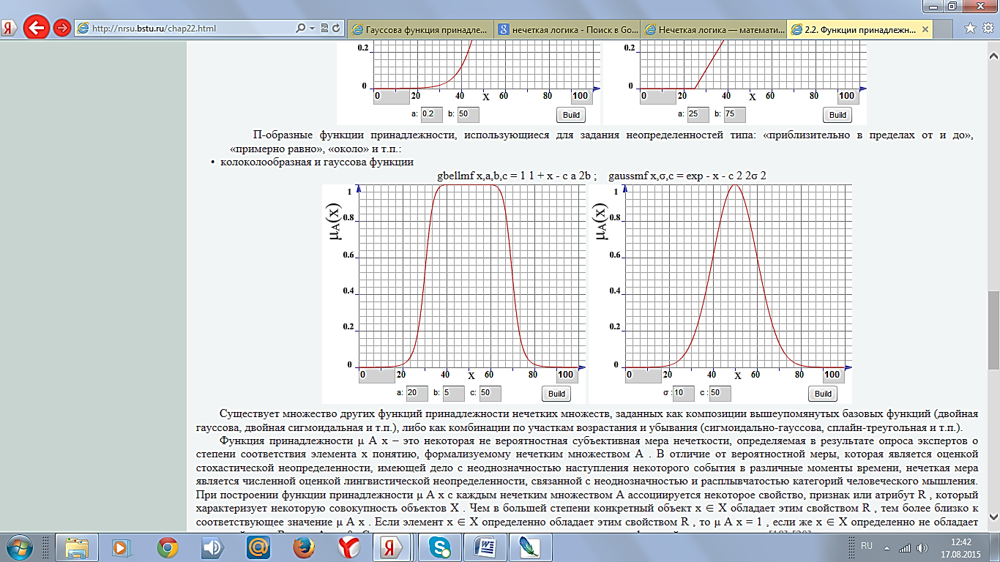 http://nrsu.bstu.ru/chap22.html
Гауссова функция принадле...
нечеткая логика - Поиск в Go...
Нечеткая логика — математи...
2.2. Функции принадлежн...
0.2 0.2
0 0
0 20 40 x 60 80 100 0 20 40 x 60 80 100
a: 0.2 b: 50 Build a: 25 b: 75 Build
П-образные функции принадлежности, использующиеся для задания неопределенностей типа: «приблизительно в пределах от и до»,
«примерно равно», «около» и т.п.:
• колоколообразная и гауссова функции
gbellmf x,a,b,c = 1 1 + x - c a 2b ; gaussmf x,σ,c = exp - x - c 2 2σ 2
1 1
μA(x) μA(x)
0.8 0.8
0.6 0.6
0.4 0.4
0.2 0.2
0 0
0 20 40 x 60 80 100 0 20 40 x 60 80 100
a: 20 b: 5 c: 50 Build σ : 10 c : 50 Build
Существует множество других функций принадлежности нечетких множеств, заданных как композиции вышеупомянутых базовых функций (двойная
гауссова, двойная сигмоидальная и т.п.), либо как комбинации по участкам возрастания и убывания (сигмоидально-гауссова, сплайн-треугольная и т.п.).
Функция принадлежности μ A x – это некоторая не вероятностная субъективная мера нечеткости, определяемая в результате опроса экспертов о
степени соответствия элемента x понятию, формализуемому нечетким множеством A . В отличие от вероятностной меры, которая является оценкой
стохастической неопределенности, имеющей дело с неоднозначностью наступления некоторого события в различные моменты времени, нечеткая мера
является численной оценкой лингвистической неопределенности, связанной с неоднозначностью и расплывчатостью категорий человеческого мышления.
При построении функции принадлежности μ A x с каждым нечетким множеством A ассоциируется некоторое свойство, признак или атрибут R , который
характеризует некоторую совокупность объектов X . Чем в большей степени конкретный объект x ∈ X обладает этим свойством R , тем более близко к
соответствующее значение μ A x . Если элемент x ∈ X определенно обладает этим свойством R , то μ A x = 1 , если же x ∈ X определенно не обладает
RU
12:42
17.08.2015